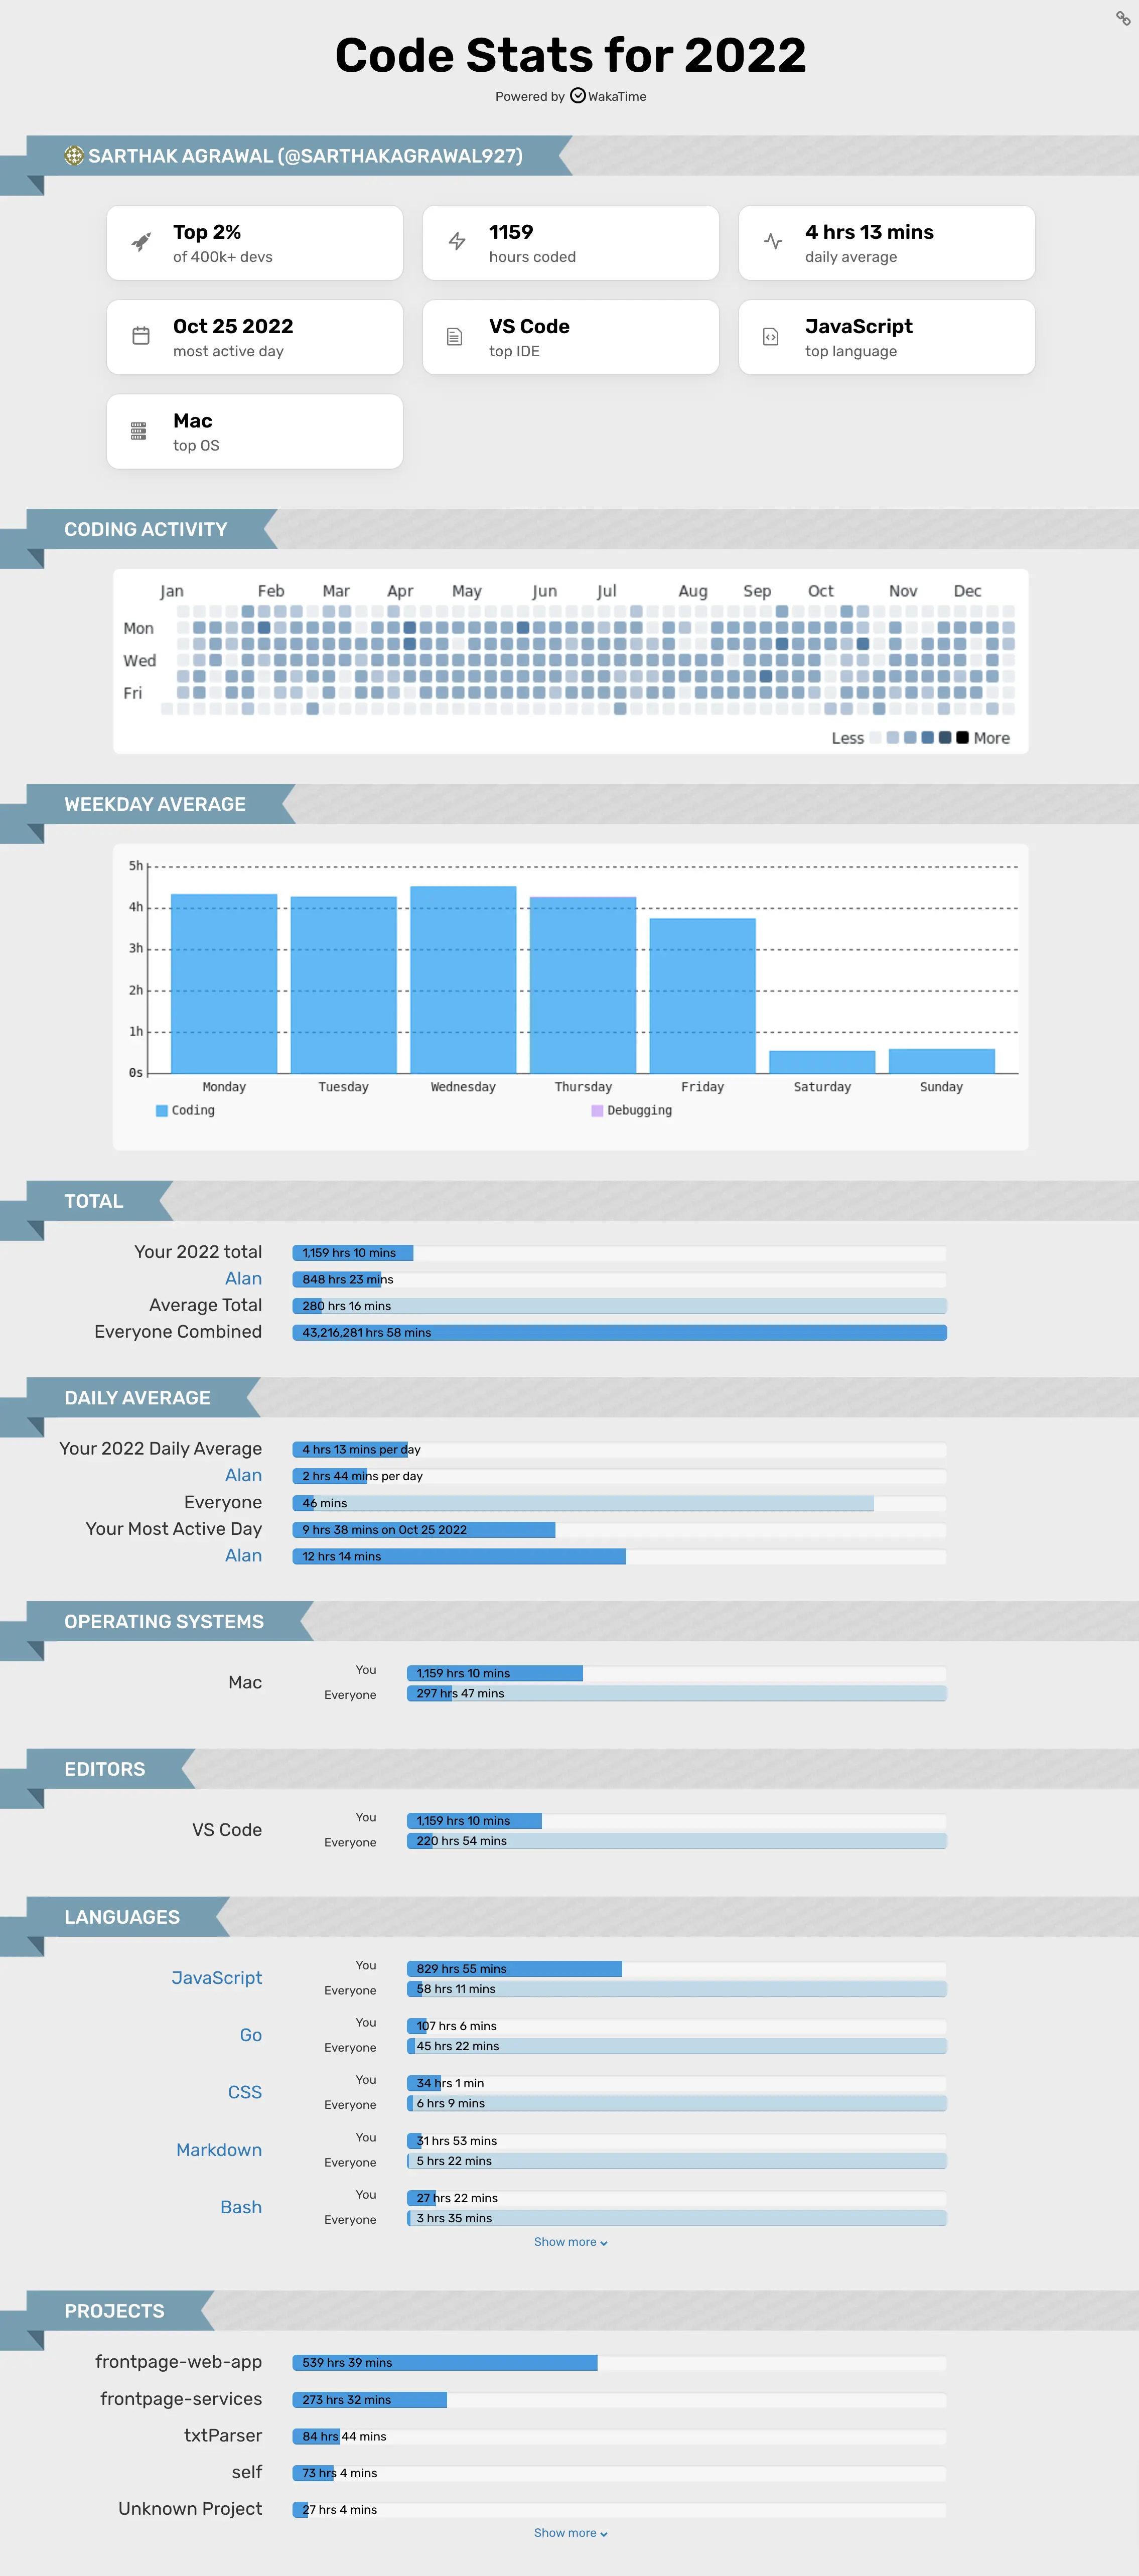 Code Stats for 2022
Powered by WakaTime
SARTHAK AGRAWAL (@SARTHAKAGRAWAL927)
Top 2%
of 400k+ devs
1159
hours coded
4 hrs 13 mins
daily average
Oct 25 2022
most active day
VS Code
top IDE
JavaScript
top language
Mac
top OS
CODING ACTIVITY
Jan Feb Mar Apr May Jun Jul Aug Sep Oct Nov Dec
Mon
Wed
Fri
Less More
WEEKDAY AVERAGE
5h
4h
3h
2h
1h
0s
Monday Tuesday Wednesday Thursday Friday Saturday Sunday
Coding Debugging
TOTAL
Your 2022 total 1,159 hrs 10 mins
Alan 848 hrs 23 mins
Average Total 280 hrs 16 mins
Everyone Combined 43,216,281 hrs 58 mins
DAILY AVERAGE
Your 2022 Daily Average 4 hrs 13 mins per day
Alan 2 hrs 44 mins per day
Everyone 46 mins
Your Most Active Day 9 hrs 38 mins on Oct 25 2022
Alan 12 hrs 14 mins
OPERATING SYSTEMS
Mac
You 1,159 hrs 10 mins
Everyone 297 hrs 47 mins
EDITORS
VS Code
You 1,159 hrs 10 mins
Everyone 220 hrs 54 mins
LANGUAGES
JavaScript
You 829 hrs 55 mins
Everyone 58 hrs 11 mins
Go
You 107 hrs 6 mins
Everyone 45 hrs 22 mins
CSS
You 34 hrs 1 min
Everyone 6 hrs 9 mins
Markdown
You 31 hrs 53 mins
Everyone 5 hrs 22 mins
Bash
You 27 hrs 22 mins
Everyone 3 hrs 35 mins
Show more
PROJECTS
frontpage-web-app 539 hrs 39 mins
frontpage-services 273 hrs 32 mins
txtParser 84 hrs 44 mins
self 73 hrs 4 mins
Unknown Project 27 hrs 4 mins
Show more